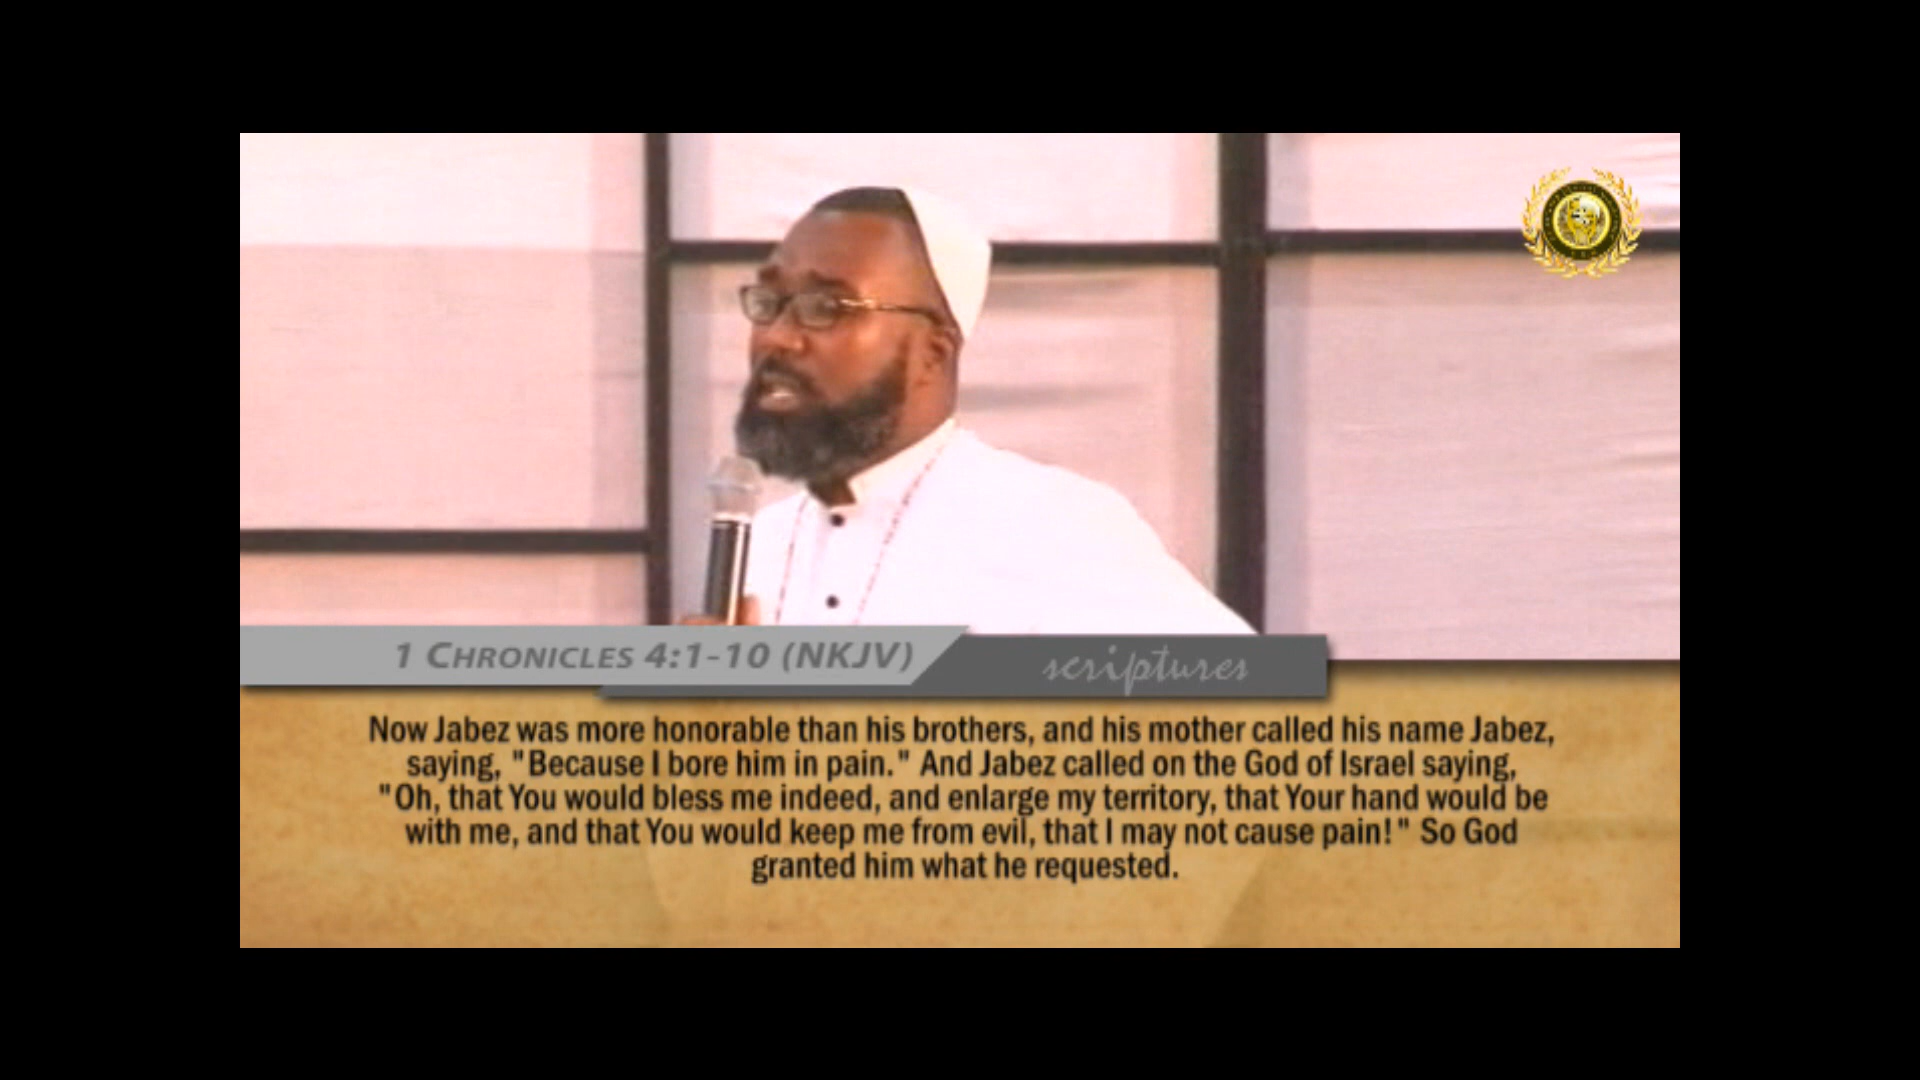 1 CHRONICLES 4:1-10 (NKJV)
scriptures
Now Jabez was more honorable than his brothers, and his mother called his name Jabez,
saying, "Because I bore him in pain." And Jabez called on the God of Israel saying,
"Oh, that You would bless me indeed, and enlarge my territory, that Your hand would be
with me, and that You would keep me from evil, that I may not cause pain!" So God
granted him what he requested.